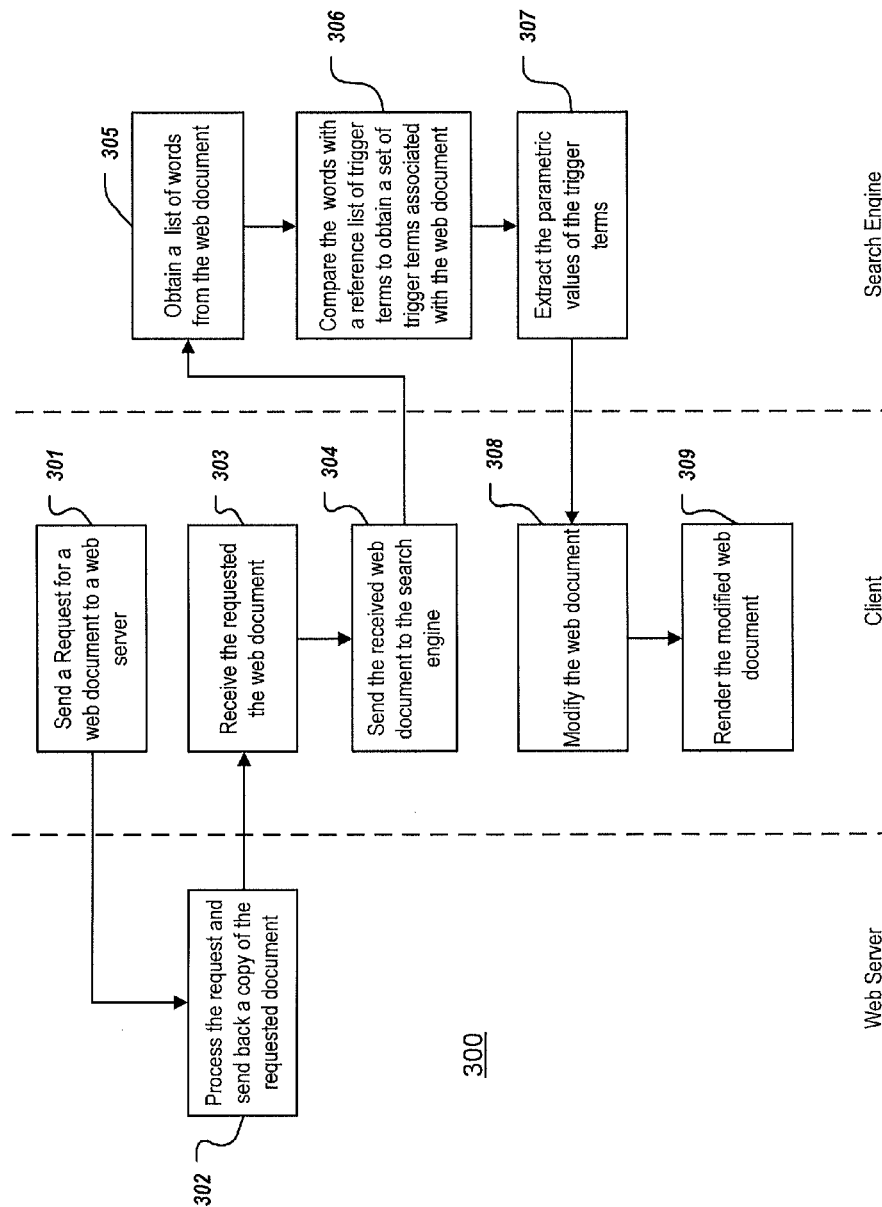 301
Send a Request for a
web document to a web
server
302
Process the request and
send back a copy of the
requested document
303
Receive the requested
the web document
304
Send the received web
document to the search
engine
305
Obtain a list of words
from the web document
306
Compare the words with
a reference list of trigger
terms to obtain a set of
trigger terms associated
with the web document
307
Extract the parametric
values of the trigger
terms
308
Modify the web document
309
Render the modified web
document
300
Web Server
Client
Search Engine